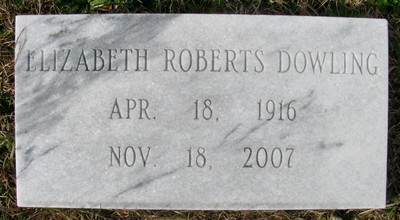 ELIZABETH ROBERTS DOWLING
APR. 18, 1916
NOV. 18, 2007